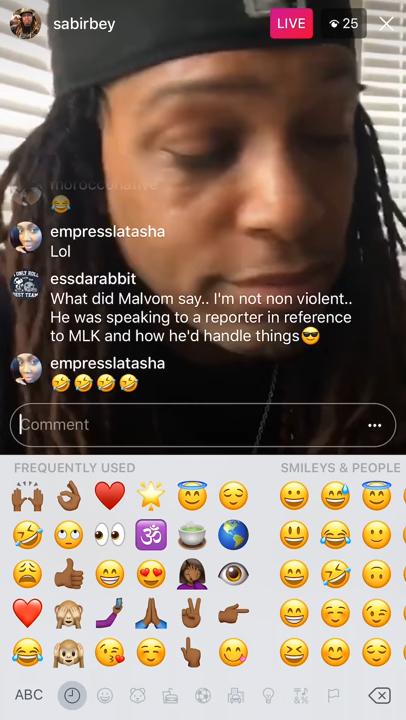 sabirbey
LIVE
25
morocconative
empresslatasha
Lol
essdarabbit
What did Malvom say.. I'm not non violent..
He was speaking to a reporter in reference
to MLK and how he'd handle things
empresslatasha
Comment
FREQUENTLY USED
SMILEYS & PEOPLE
ABC